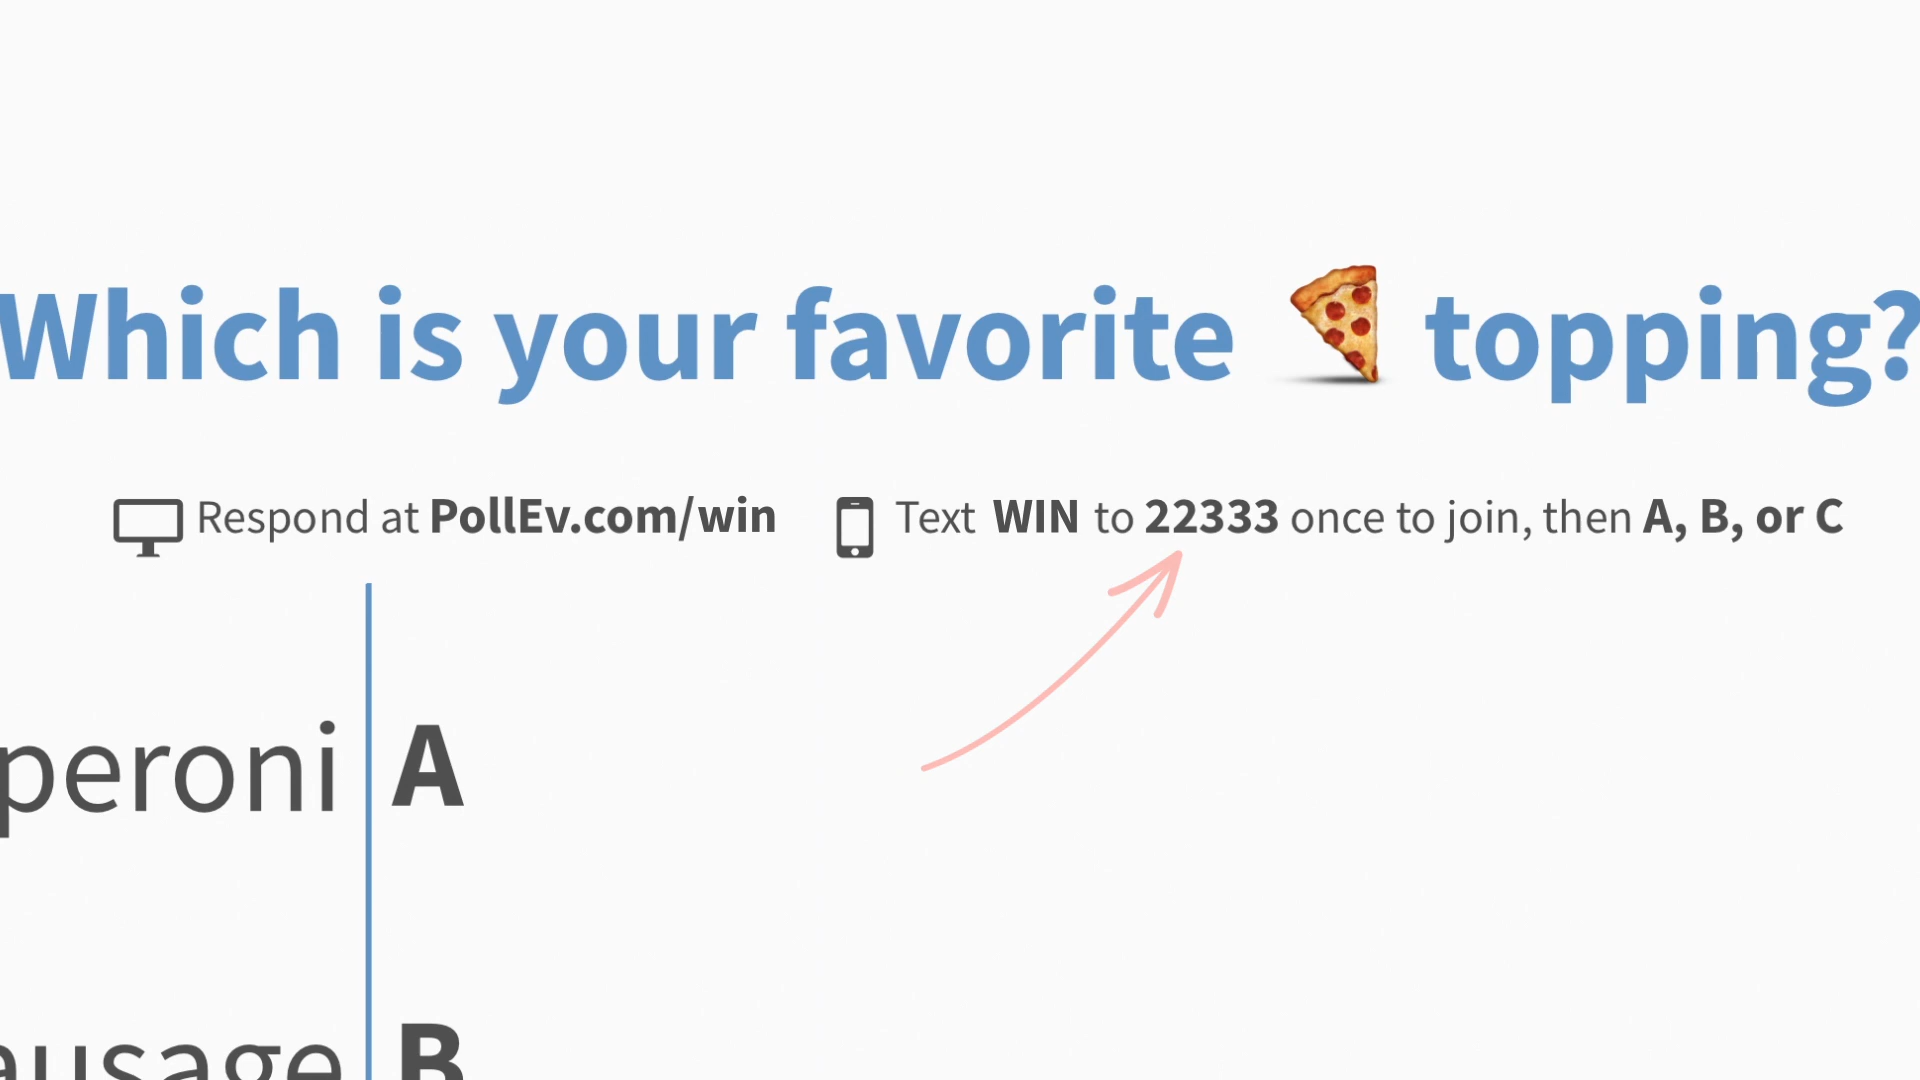 Which is your favorite 🍕 topping?
Respond at PollEv.com/win
Text WIN to 22333 once to join, then A, B, or C
peroni A
ausage B